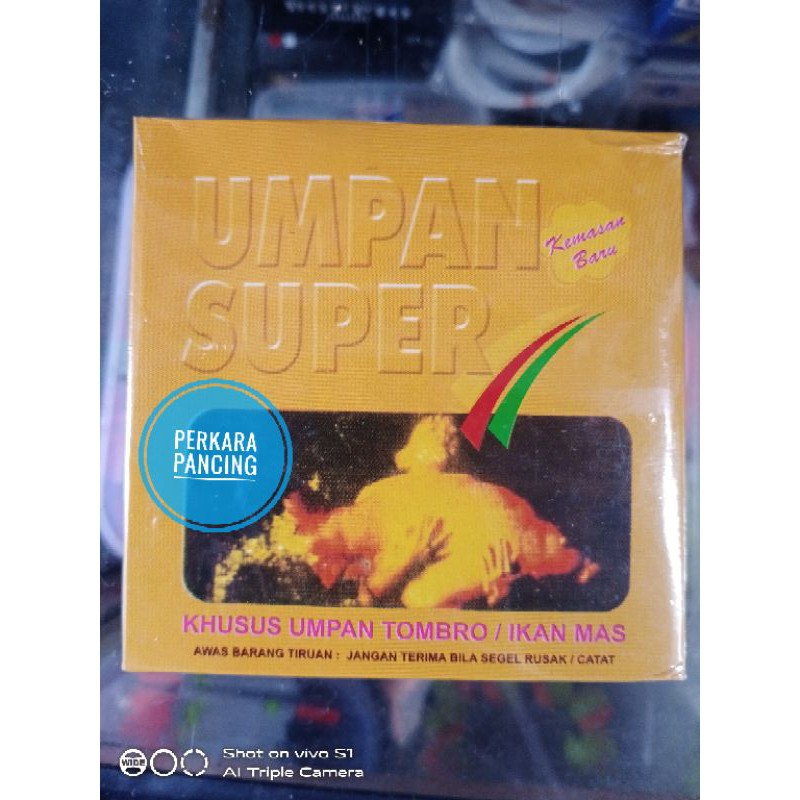 UMPAN
SUPER
Kemasan
Baru
PERKARA
PANCING
KHUSUS UMPAN TOMBRO / IKAN MAS
AWAS BARANG TIRUAN : JANGAN TERIMA BILA SEGEL RUSAK / CATAT
WIDE
Shot on vivo S1
AI Triple Camera